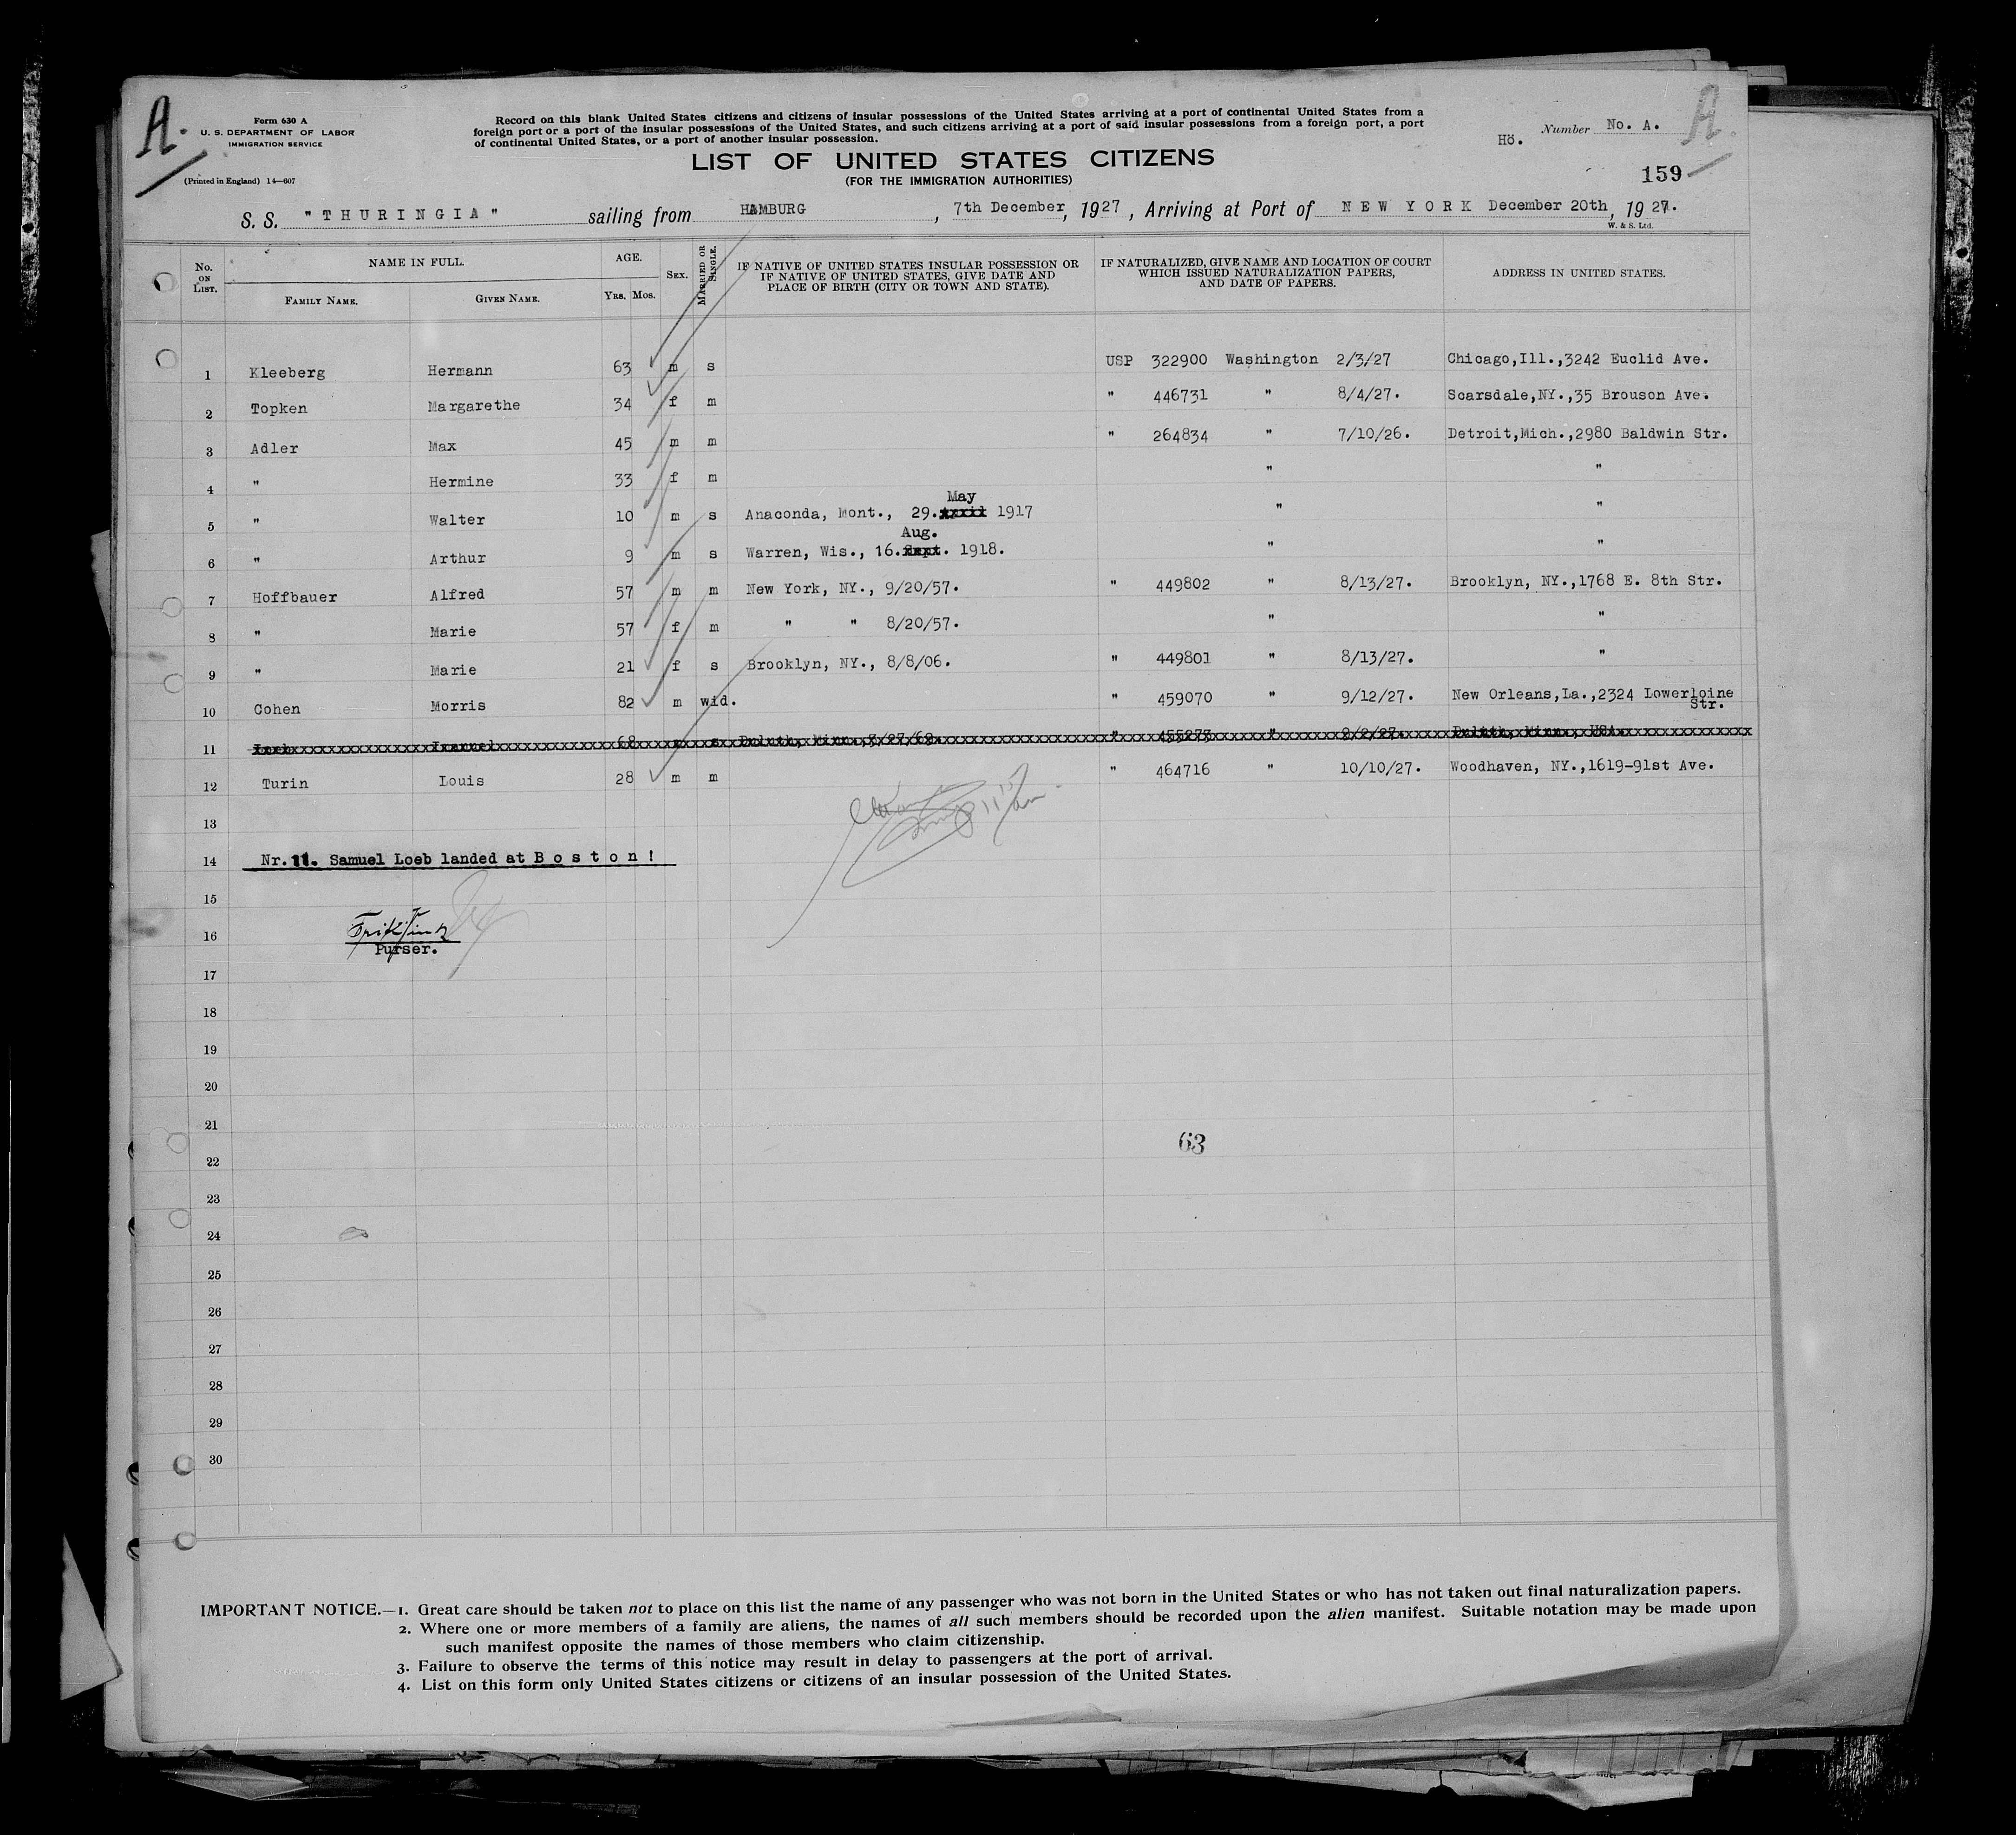 A. A
Form 630 A
U. S. DEPARTMENT OF LABOR
IMMIGRATION SERVICE
(Printed in England) 14—607
Record on this blank United States citizens and citizens of insular possessions of the United States arriving at a port of continental United States from a
foreign port or a port of the insular possessions of the United States, and such citizens arriving at a port of said insular possessions from a foreign port, a port
of continental United States, or a port of another insular possession.
Hö. Number No. A.
LIST OF UNITED STATES CITIZENS
(FOR THE IMMIGRATION AUTHORITIES)
159
S. S. "THURINGIA" sailing from HAMBURG, 7th December, 1927, Arriving at Port of NEW YORK December 20th, 1927.
W. & S. Ltd.
No. ON LIST. NAME IN FULL. FAMILY NAME. GIVEN NAME. AGE. YRS. MOS. SEX. MARRIED OR SINGLE. IF NATIVE OF UNITED STATES INSULAR POSSESSION OR IF NATIVE OF UNITED STATES, GIVE DATE AND PLACE OF BIRTH (CITY OR TOWN AND STATE). IF NATURALIZED, GIVE NAME AND LOCATION OF COURT WHICH ISSUED NATURALIZATION PAPERS, AND DATE OF PAPERS. ADDRESS IN UNITED STATES.
1 Kleeberg Hermann 63 m s USP 322900 Washington 2/3/27 Chicago,Ill.,3242 Euclid Ave.
2 Topken Margarethe 34 f m " 446731 " 8/4/27. Scarsdale,NY.,35 Brouson Ave.
3 Adler Max 45 m m " 264834 " 7/10/26. Detroit,Mich.,2980 Baldwin Str.
4 " Hermine 33 f m " "
May
5 " Walter 10 m s Anaconda, Mont., 29. April 1917 " "
Aug.
6 " Arthur 9 m s Warren, Wis., 16. Sept. 1918. " "
7 Hoffbauer Alfred 57 m m New York, NY., 9/20/57. " 449802 " 8/13/27. Brooklyn, NY.,1768 E. 8th Str.
8 " Marie 57 f m " " 8/20/57. " "
9 " Marie 21 f s Brooklyn, NY., 8/8/06. " 449801 " 8/13/27. "
10 Cohen Morris 82 m wid. " 459070 " 9/12/27. New Orleans,La.,2324 Lowerloine
Str.
11 68 s Duluth, Minn., " " Duluth, Minn., USA.
12 Turin Louis 28 m m " 464716 " 10/10/27. Woodhaven, NY.,1619-91st Ave.
13
14 Nr. 11. Samuel Loeb landed at Boston!
15
16
Purser.
17
18
19
20
21
63
22
23
24
25
26
27
28
29
30
IMPORTANT NOTICE.—1. Great care should be taken not to place on this list the name of any passenger who was not born in the United States or who has not taken out final naturalization papers.
2. Where one or more members of a family are aliens, the names of all such members should be recorded upon the alien manifest. Suitable notation may be made upon
such manifest opposite the names of those members who claim citizenship.
3. Failure to observe the terms of this notice may result in delay to passengers at the port of arrival.
4. List on this form only United States citizens or citizens of an insular possession of the United States.